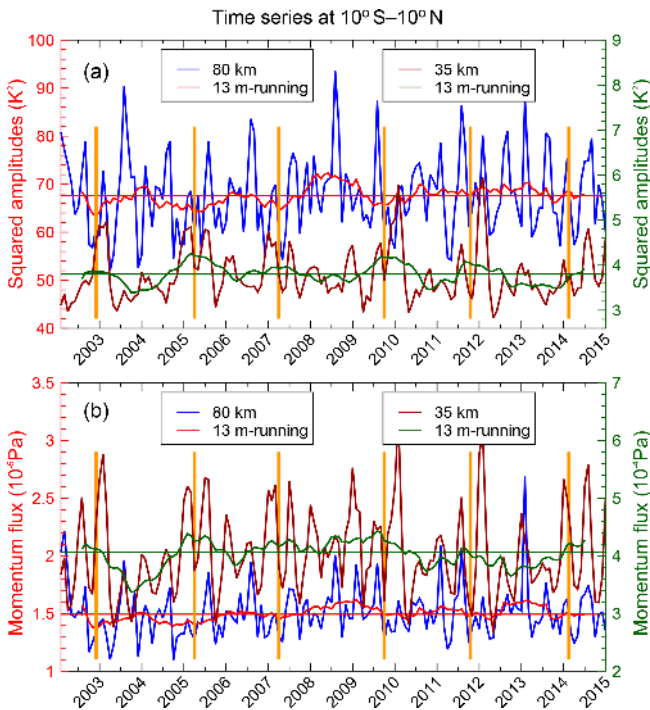 Time series at 10° S–10° N
(a)
80 km
13 m-running
35 km
13 m-running
Squared amplitudes (K²)
100
90
80
70
60
50
40
Squared amplitudes (K²)
9
8
7
6
5
4
3
2003 2004 2005 2006 2007 2008 2009 2010 2011 2012 2013 2014 2015
(b)
80 km
13 m-running
35 km
13 m-running
Momentum flux (10⁻⁶Pa)
3.5
3
2.5
2
1.5
1
Momentum flux (10⁻⁴Pa)
7
6
5
4
3
2
2003 2004 2005 2006 2007 2008 2009 2010 2011 2012 2013 2014 2015